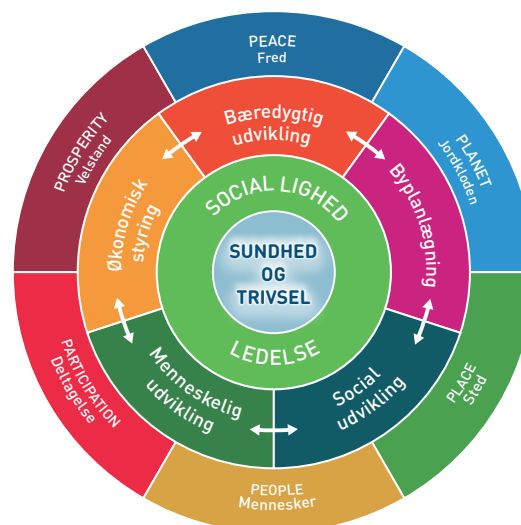 PEACE
Fred
PLANET
Jordkloden
PLACE
Sted
PEOPLE
Mennesker
PARTICIPATION
Deltagelse
PROSPERITY
Velstand
Bæredygtig
udvikling
Byplanlægning
Social
udvikling
Menneskelig
udvikling
Økonomisk
styring
SOCIAL LIGHED
LEDELSE
SUNDHED
OG
TRIVSEL